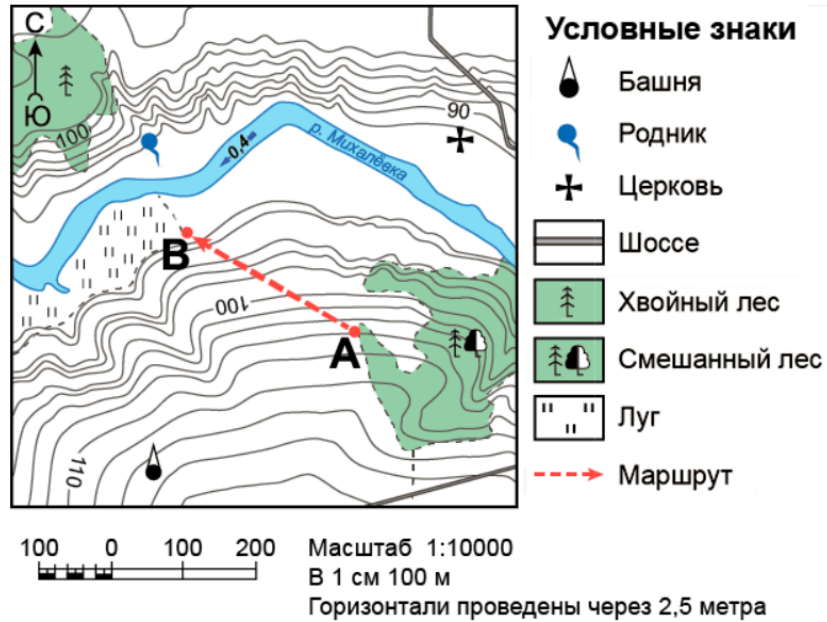 С
Ю
100
90
0,4
р. Михалёвка
В
100
А
110
Условные знаки
Башня
Родник
Церковь
Шоссе
Хвойный лес
Смешанный лес
Луг
Маршрут
100 0 100 200
Масштаб 1:10000
В 1 см 100 м
Горизонтали проведены через 2,5 метра